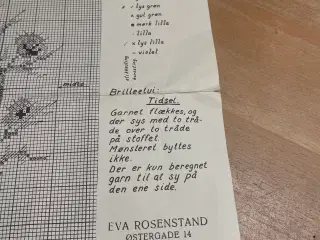 lys grøn
x gul grøn
mørk lilla
- lilla
x lys lilla
- violet
midte
Brilleetui:
Tidsel.
Garnet flækkes, og
der sys med to trå-
de over to tråde
på stoffet.
Mønsteret byttes
ikke.
Der er kun beregnet
garn til at sy på
den ene side.
EVA ROSENSTAND
ØSTERGADE 14